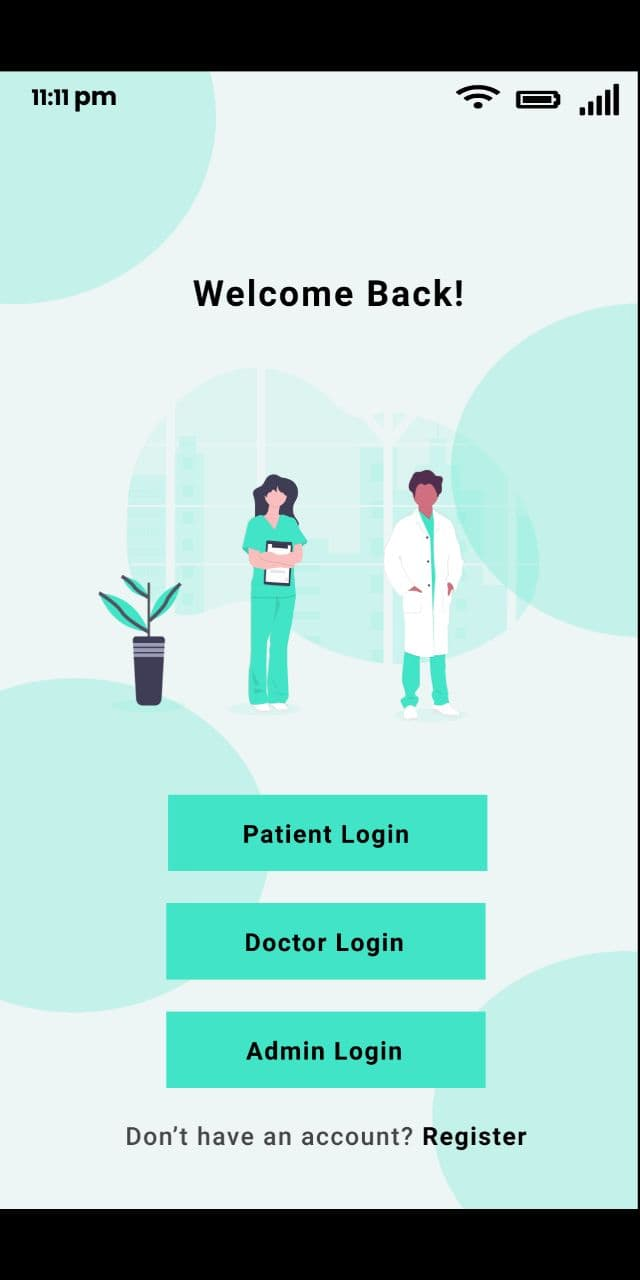 11:11 pm
Welcome Back!
Patient Login
Doctor Login
Admin Login
Don’t have an account? Register